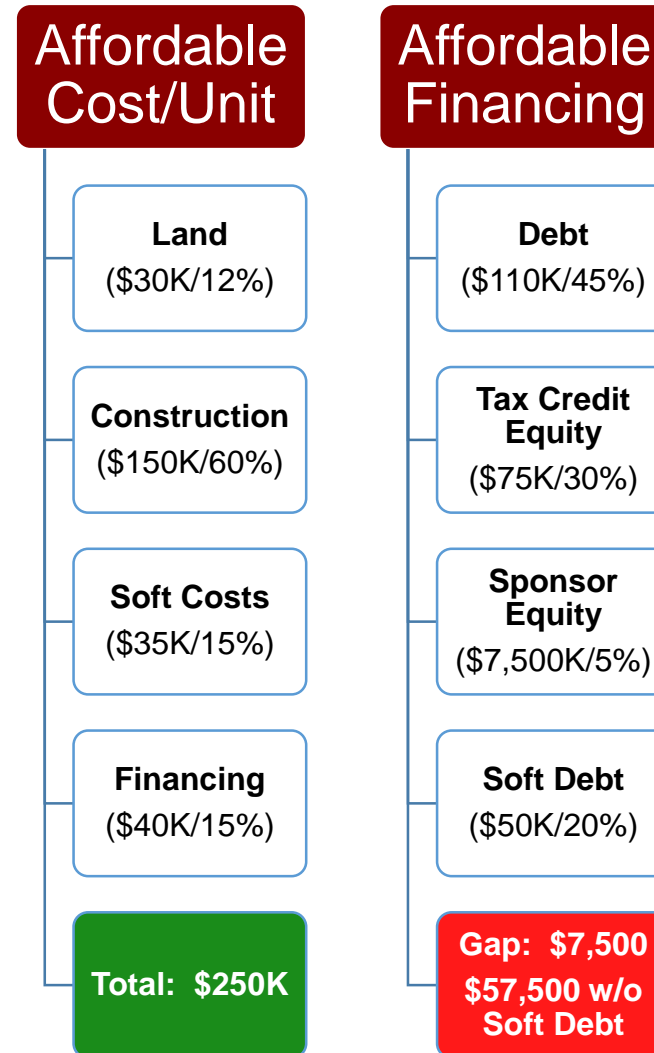 Affordable
Cost/Unit
Land
($30K/12%)
Construction
($150K/60%)
Soft Costs
($35K/15%)
Financing
($40K/15%)
Total:  $250K
Affordable
Financing
Debt
($110K/45%)
Tax Credit
Equity
($75K/30%)
Sponsor
Equity
($7,500K/5%)
Soft Debt
($50K/20%)
Gap:  $7,500
$57,500 w/o
Soft Debt